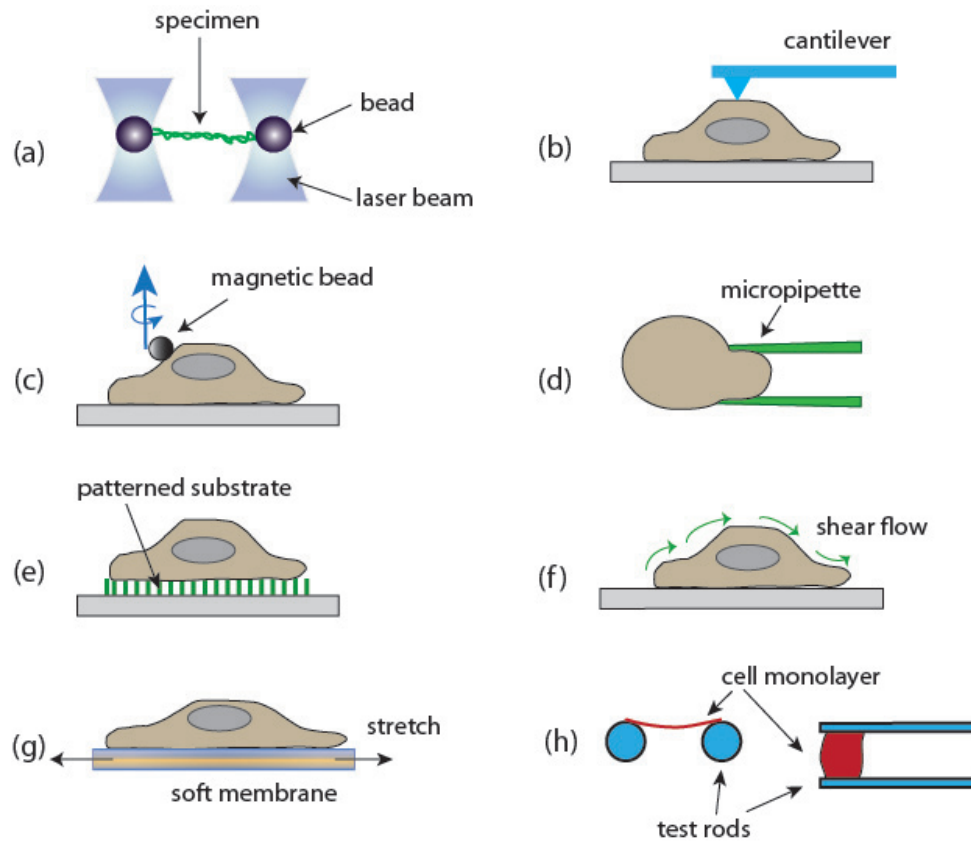 specimen
cantilever
bead
(a)
(b)
laser beam
magnetic bead
micropipette
(c)
(d)
patterned substrate
shear flow
(e)
(f)
cell monolayer
stretch
(g)
(h)
soft membrane
test rods